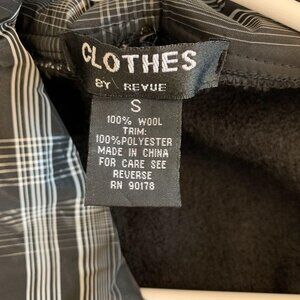 CLOTHES
BY REVUE
S
100% WOOL
TRIM:
100%POLYESTER
MADE IN CHINA
FOR CARE SEE
REVERSE
RN 90178